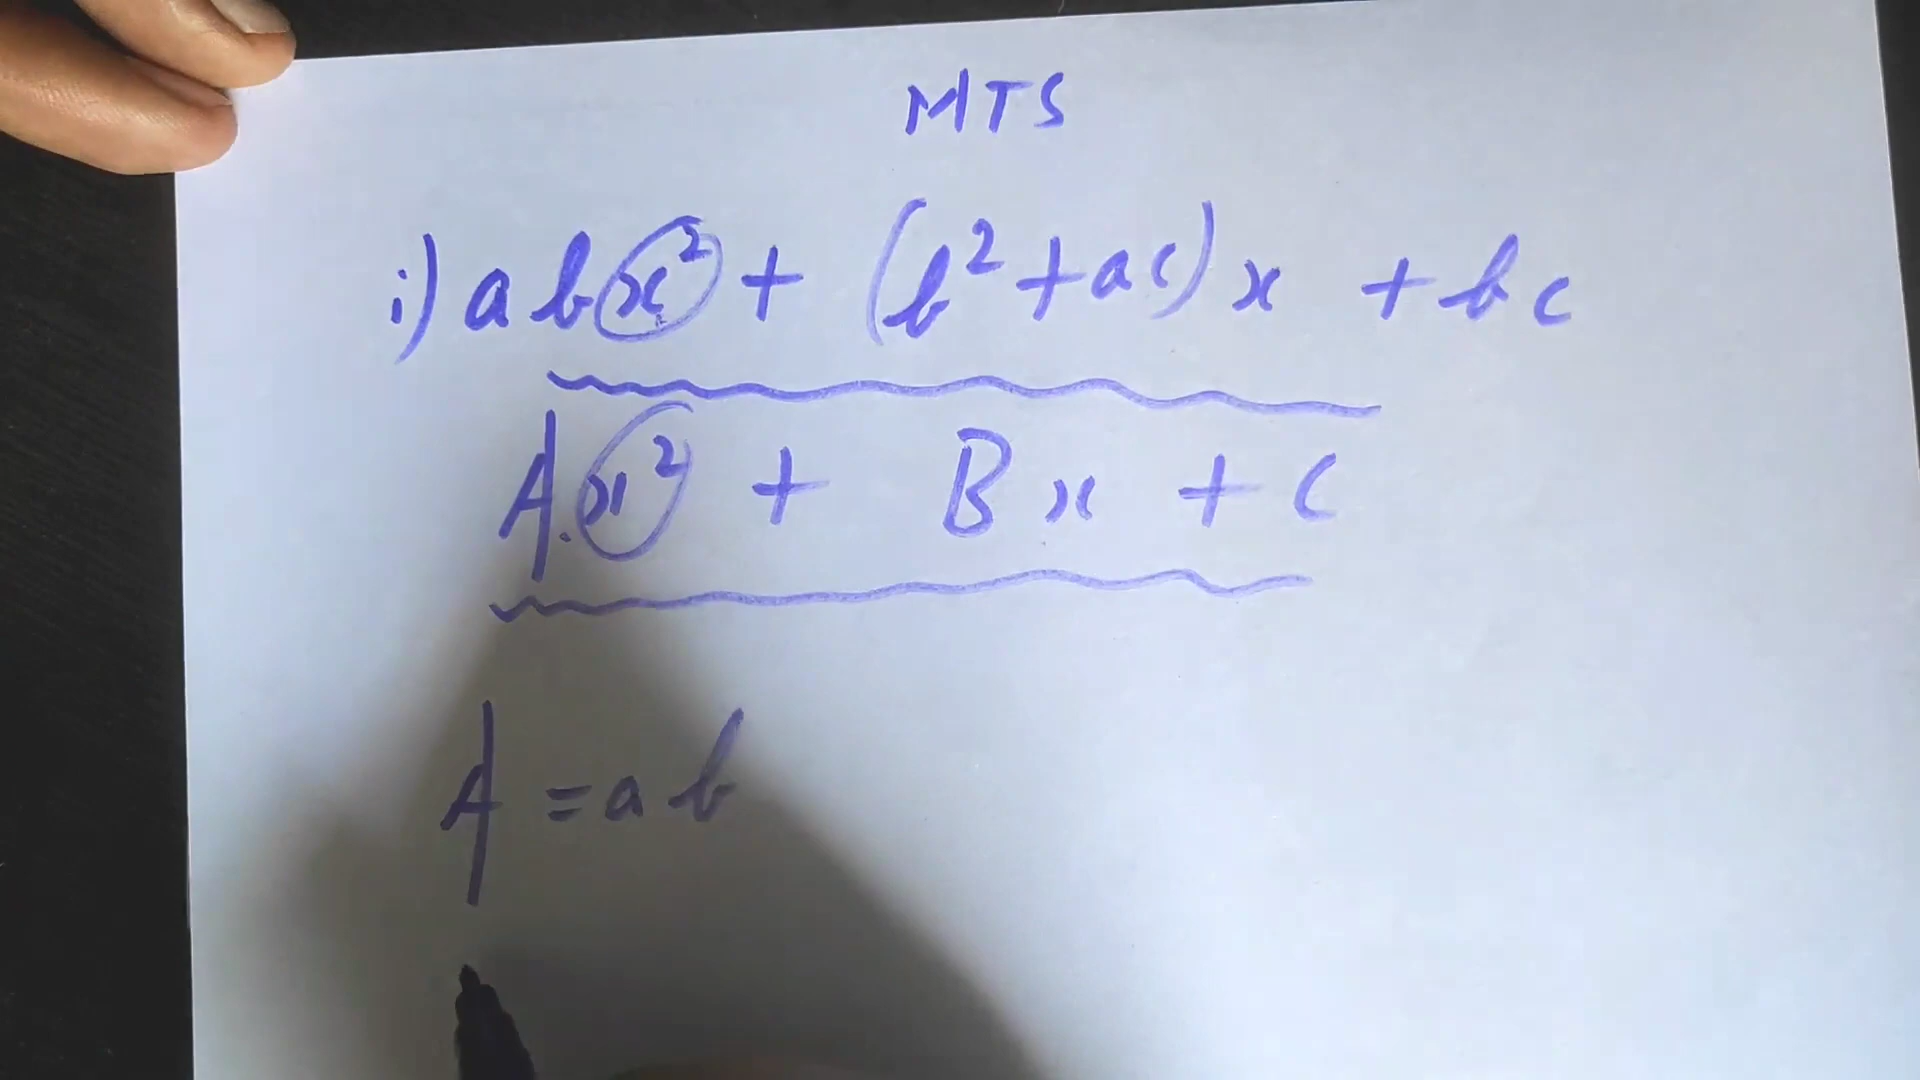 MTS
i) abx² + (b²+ac)x + bc
A.x² + Bx + C
A = ab